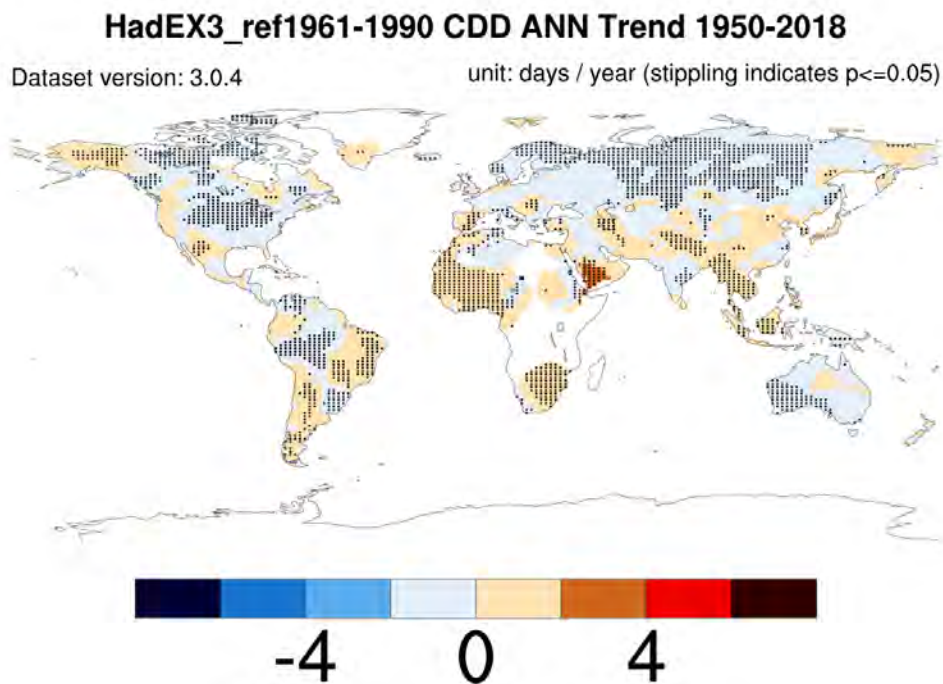 HadEX3_ref1961-1990 CDD ANN Trend 1950-2018
Dataset version: 3.0.4 unit: days / year (stippling indicates p<=0.05)
-4 0 4